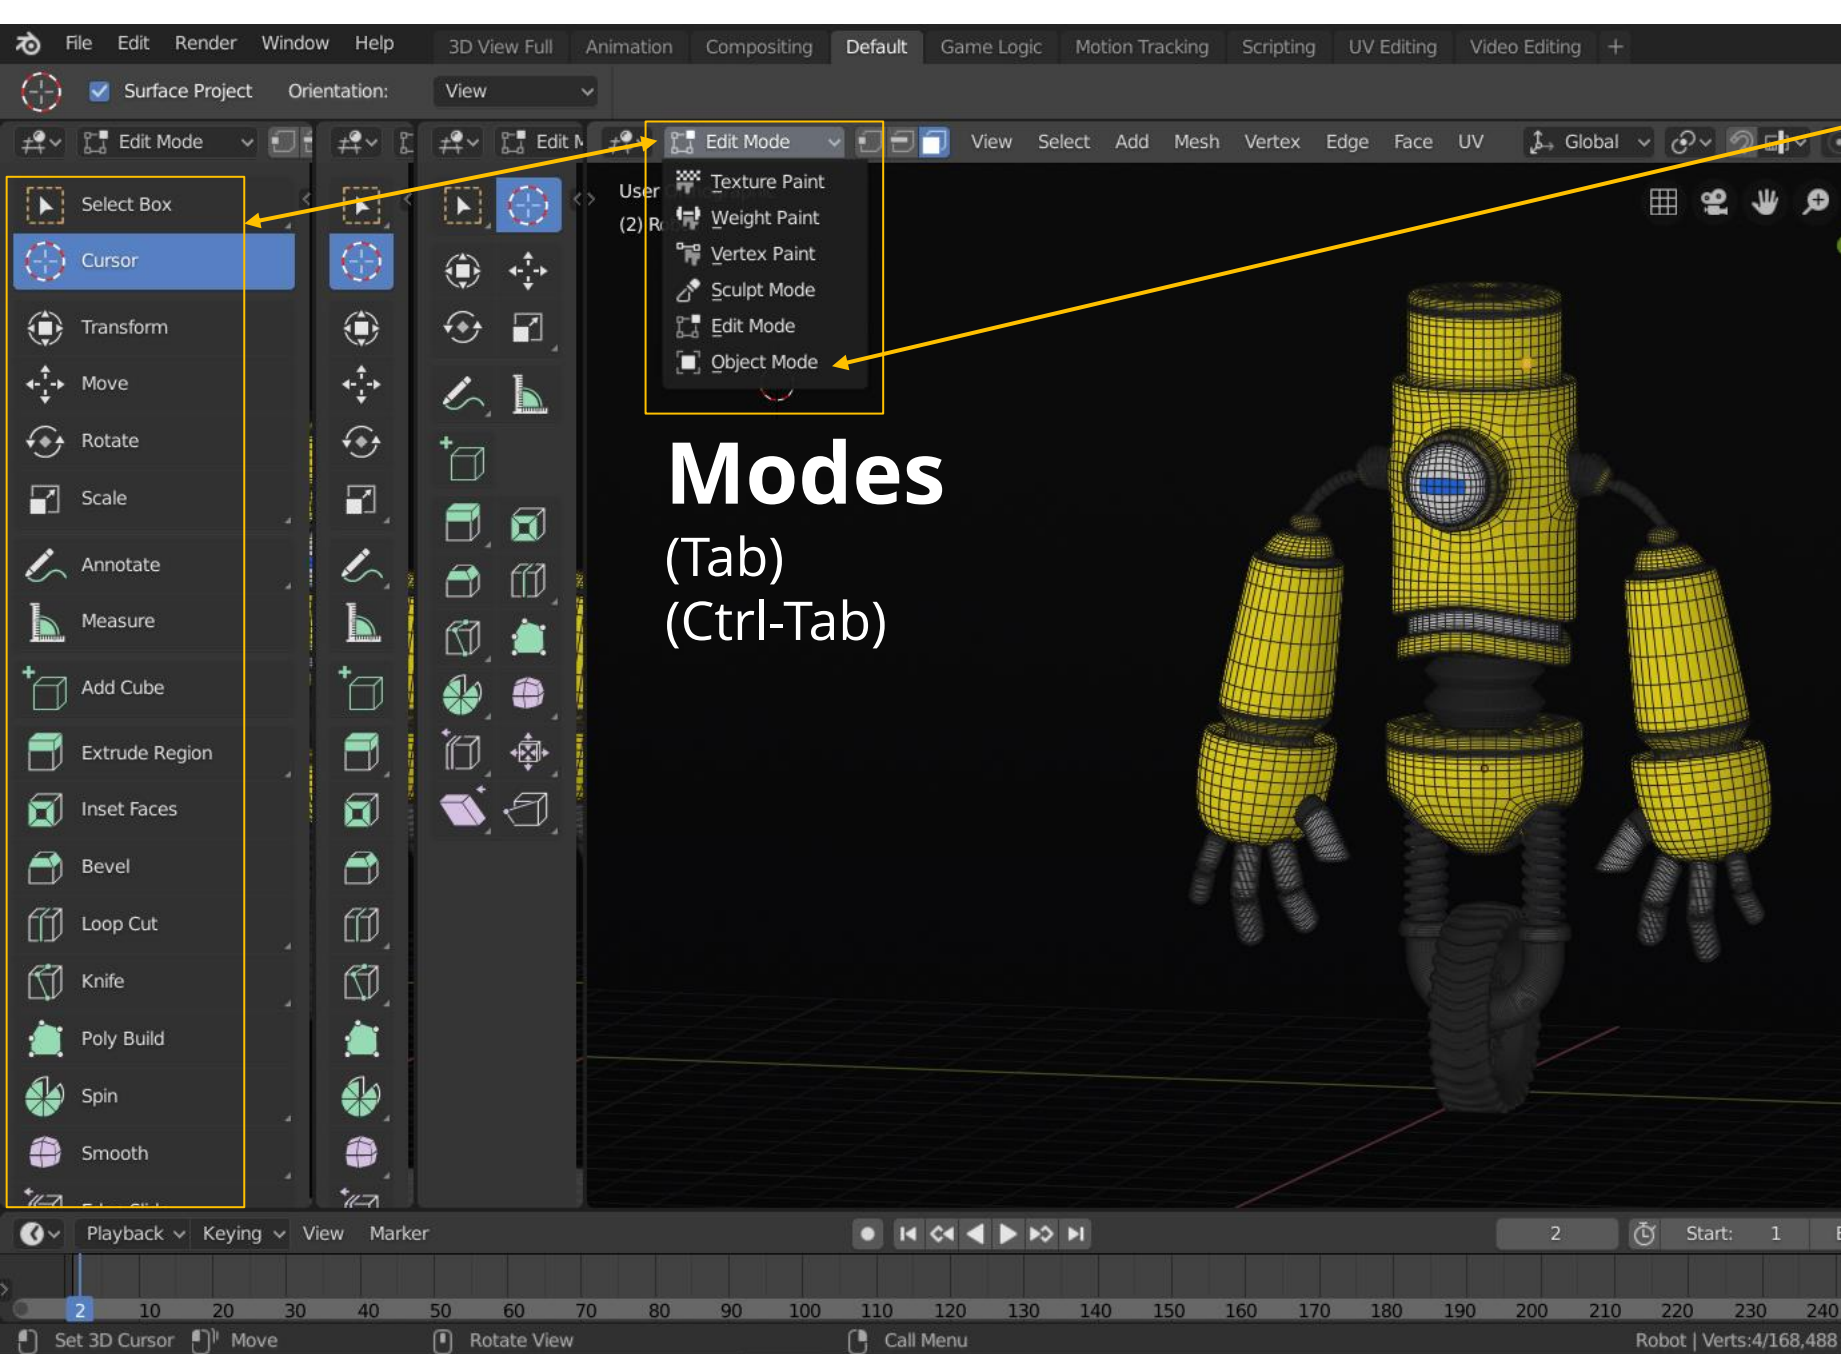 File Edit Render Window Help 3D View Full Animation Compositing Default Game Logic Motion Tracking Scripting UV Editing Video Editing +
Surface Project Orientation: View
Edit Mode Edit M Edit Mode View Select Add Mesh Vertex Edge Face UV Global
Select Box
Cursor
Transform
Move
Rotate
Scale
Annotate
Measure
Add Cube
Extrude Region
Inset Faces
Bevel
Loop Cut
Knife
Poly Build
Spin
Smooth
User
(2) Ro
Texture Paint
Weight Paint
Vertex Paint
Sculpt Mode
Edit Mode
Object Mode
Modes
(Tab)
(Ctrl-Tab)
Playback Keying View Marker 2 Start: 1
2 10 20 30 40 50 60 70 80 90 100 110 120 130 140 150 160 170 180 190 200 210 220 230 240
Set 3D Cursor Move Rotate View Call Menu Robot | Verts:4/168,488